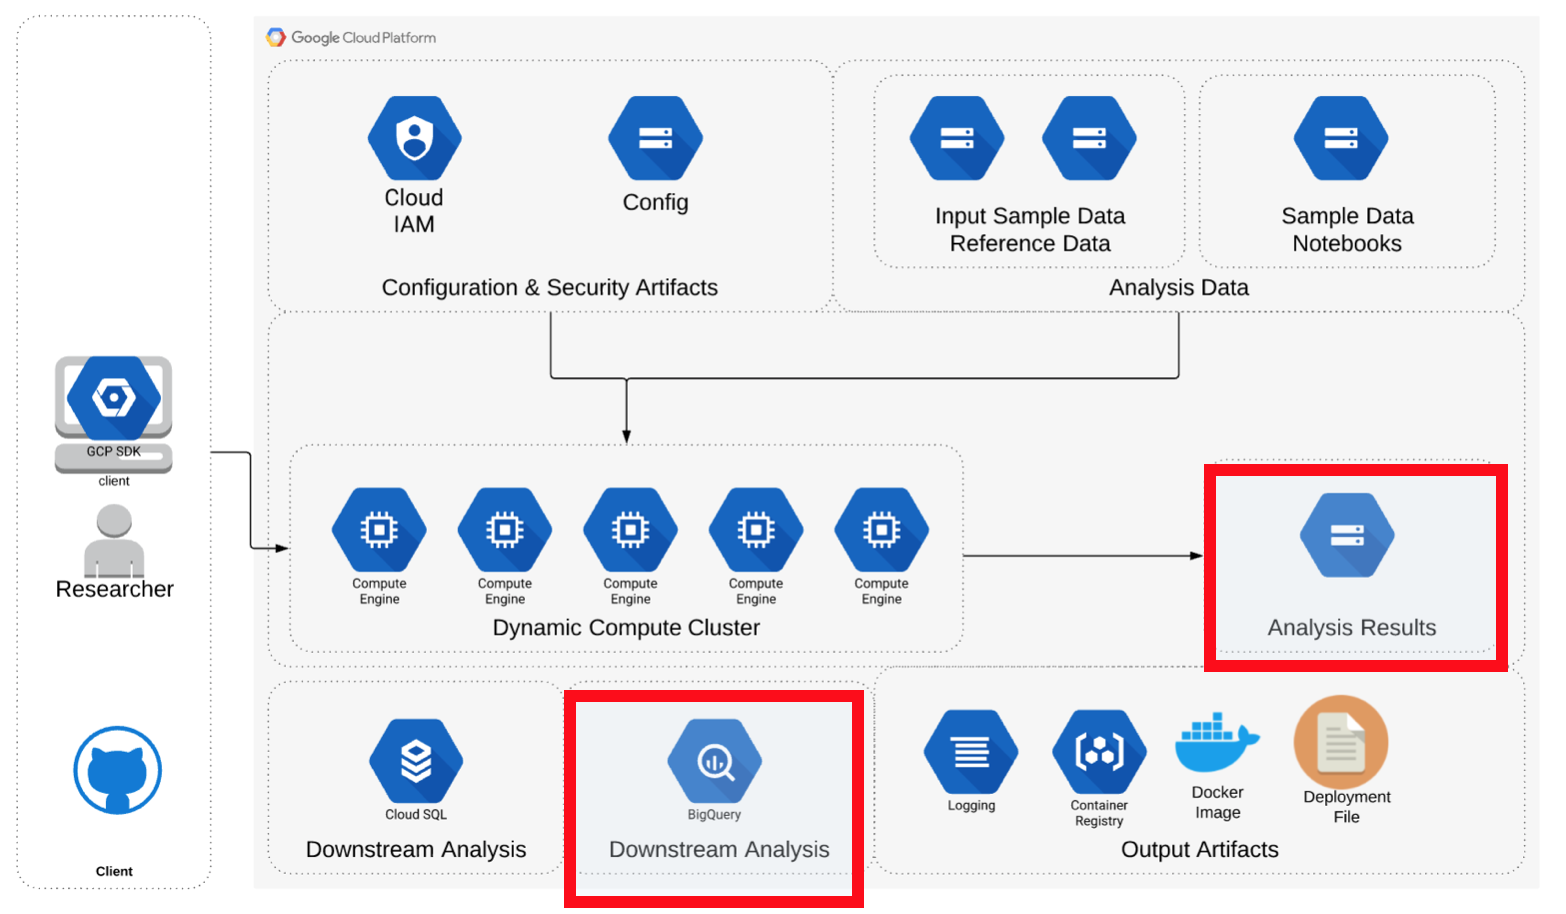 Google Cloud Platform
Cloud
IAM
Config
Configuration & Security Artifacts
Input Sample Data
Reference Data
Sample Data
Notebooks
Analysis Data
GCP SDK
client
Researcher
Client
Compute
Engine
Compute
Engine
Compute
Engine
Compute
Engine
Compute
Engine
Dynamic Compute Cluster
Analysis Results
Cloud SQL
Downstream Analysis
BigQuery
Downstream Analysis
Logging
Container
Registry
Docker
Image
Deployment
File
Output Artifacts